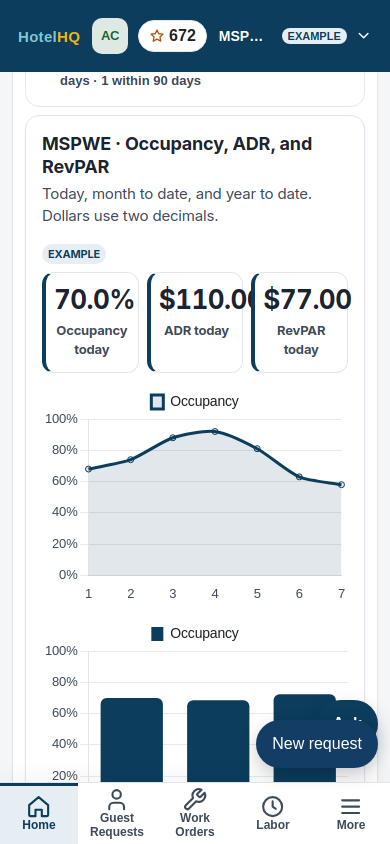 HotelHQ AC 672 MSP... EXAMPLE
days · 1 within 90 days
MSPWE · Occupancy, ADR, and
RevPAR
Today, month to date, and year to date.
Dollars use two decimals.
EXAMPLE
70.0% $110.00 $77.00
Occupancy today ADR today RevPAR today
Occupancy
100%
80%
60%
40%
20%
0%
1 2 3 4 5 6 7
Occupancy
100%
80%
60%
40%
20%
New request
Home Guest Requests Work Orders Labor More